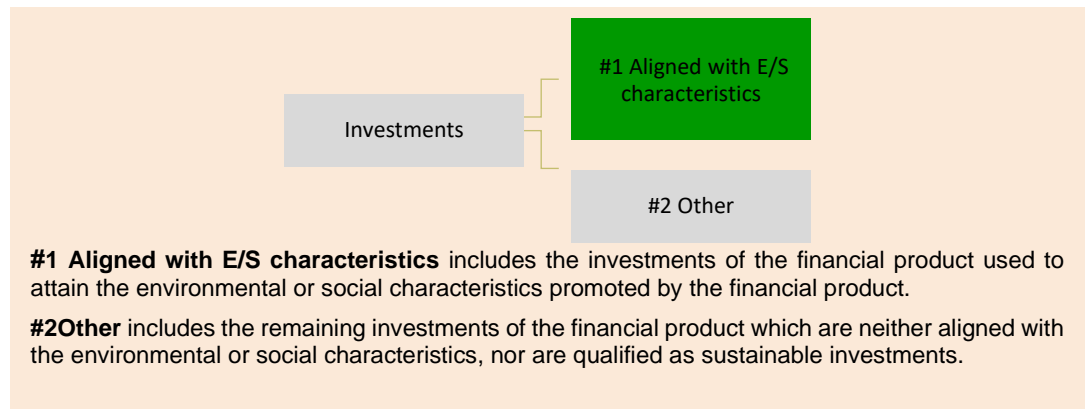 #1 Aligned with E/S
characteristics
Investments
#2 Other
#1 Aligned with E/S characteristics includes the investments of the financial product used to
attain the environmental or social characteristics promoted by the financial product.
#2Other includes the remaining investments of the financial product which are neither aligned with
the environmental or social characteristics, nor are qualified as sustainable investments.